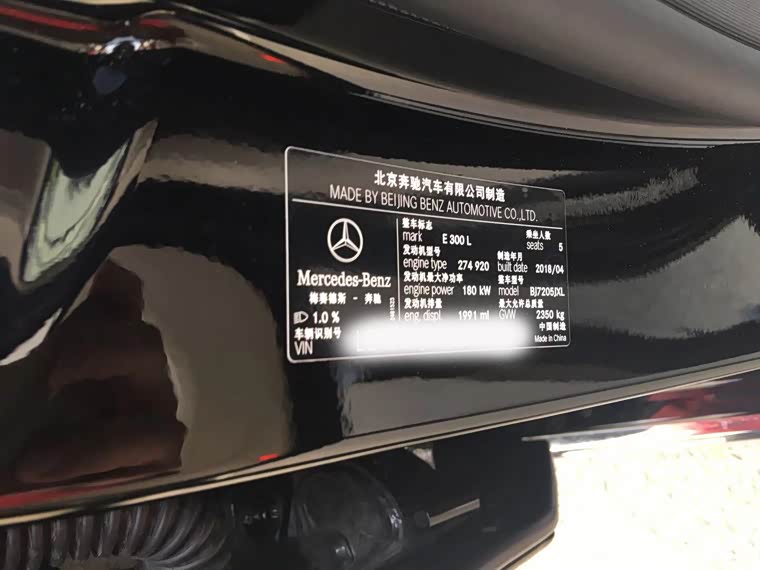 北京奔驰汽车有限公司制造
MADE BY BEIJING BENZ AUTOMOTIVE CO.,LTD.
Mercedes-Benz
梅赛德斯 - 奔驰
1.0 %
车辆识别号
VIN
整车标志 乘坐人数
mark E 300 L seats 5
发动机型号 制造年月
engine type 274 920 built date 2018/04
发动机最大净功率 整车型号
engine power 180 kW model BJ7205JXL
发动机排量 最大允许总质量
eng. displ. 1991 ml GVW 2350 kg
中国制造
Made in China